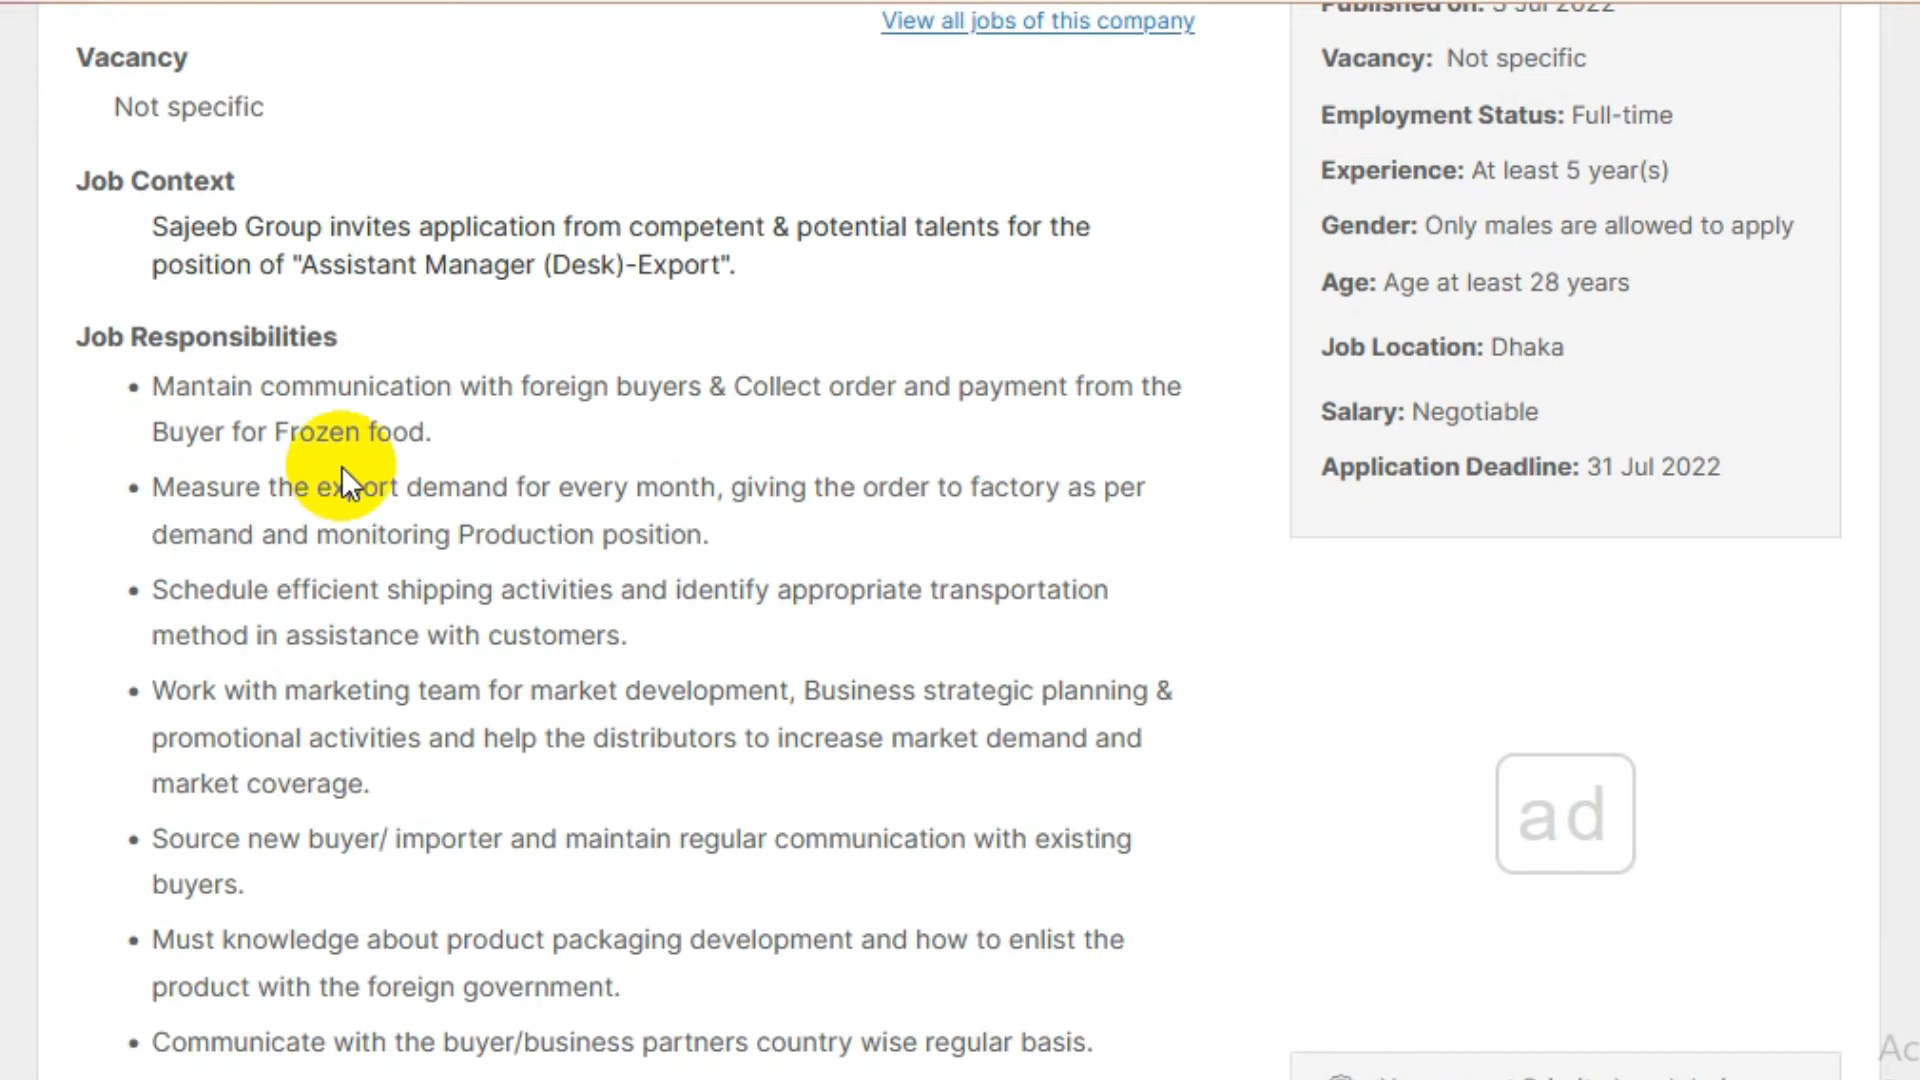 View all jobs of this company
Vacancy
Not specific
Job Context
Sajeeb Group invites application from competent & potential talents for the
position of "Assistant Manager (Desk)-Export".
Job Responsibilities
• Mantain communication with foreign buyers & Collect order and payment from the
Buyer for Frozen food.
• Measure the export demand for every month, giving the order to factory as per
demand and monitoring Production position.
• Schedule efficient shipping activities and identify appropriate transportation
method in assistance with customers.
• Work with marketing team for market development, Business strategic planning &
promotional activities and help the distributors to increase market demand and
market coverage.
• Source new buyer/ importer and maintain regular communication with existing
buyers.
• Must knowledge about product packaging development and how to enlist the
product with the foreign government.
• Communicate with the buyer/business partners country wise regular basis.
Published on: 3 Jul 2022
Vacancy: Not specific
Employment Status: Full-time
Experience: At least 5 year(s)
Gender: Only males are allowed to apply
Age: Age at least 28 years
Job Location: Dhaka
Salary: Negotiable
Application Deadline: 31 Jul 2022
ad